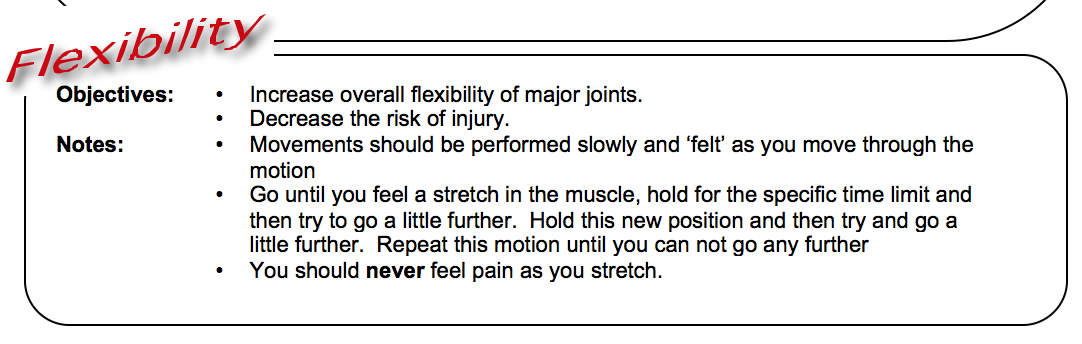 Flexibility
Objectives: • Increase overall flexibility of major joints.
• Decrease the risk of injury.
Notes: • Movements should be performed slowly and ‘felt’ as you move through the
motion
• Go until you feel a stretch in the muscle, hold for the specific time limit and
then try to go a little further.  Hold this new position and then try and go a
little further.  Repeat this motion until you can not go any further
• You should never feel pain as you stretch.